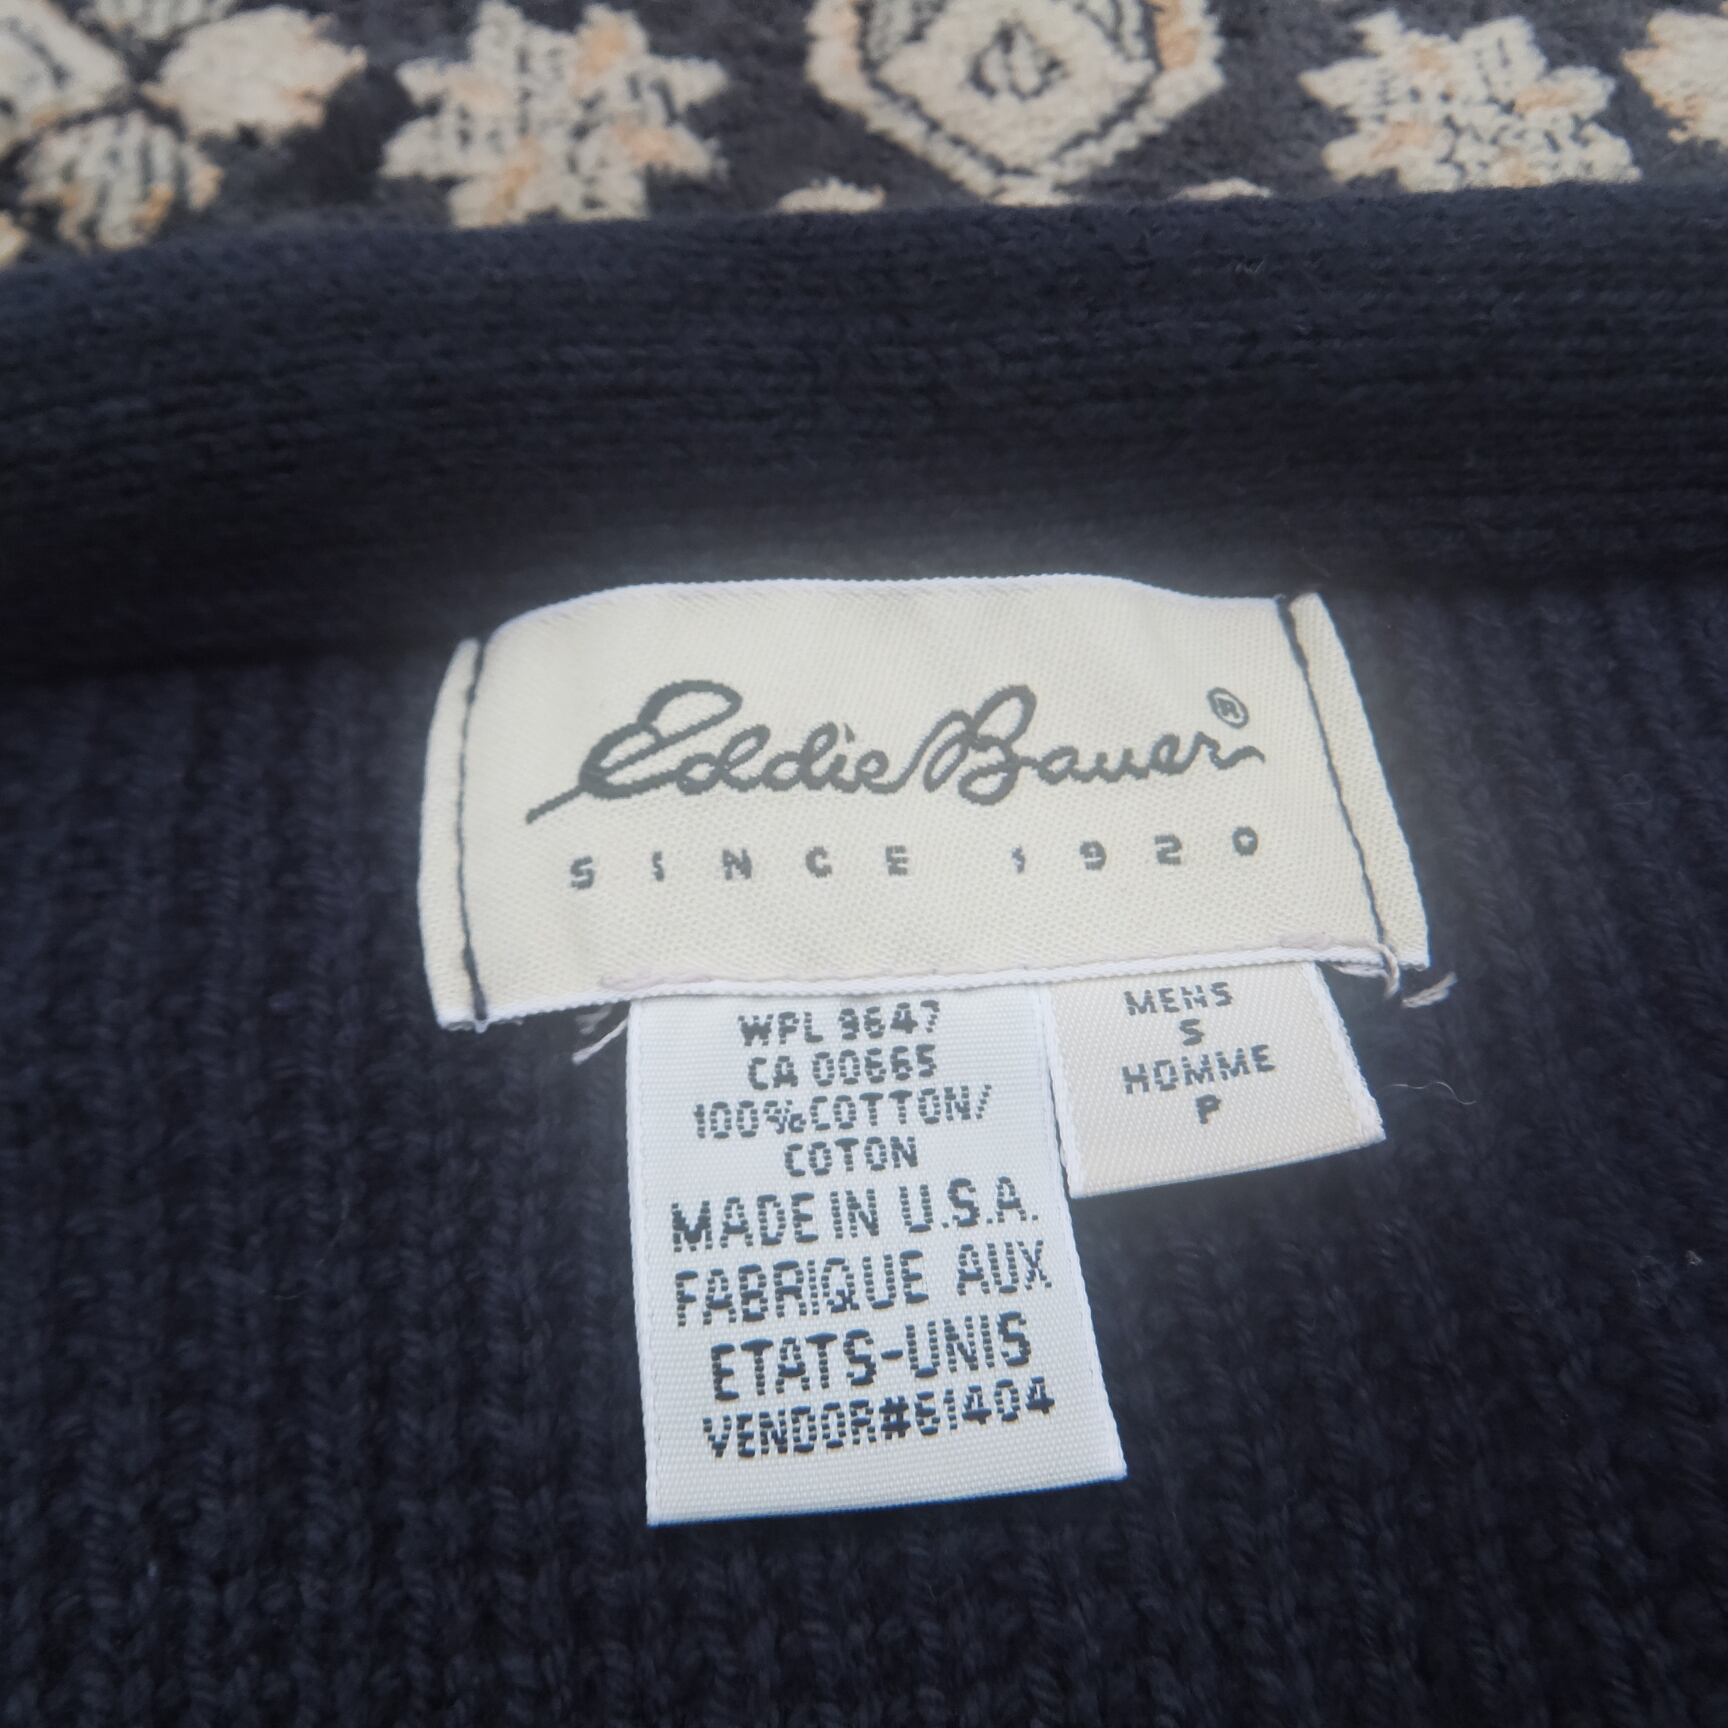 Eddie Bauer®
SINCE 1920
WPL 9647
CA 00665
100%COTTON/
COTON
MADE IN U.S.A.
FABRIQUE AUX
ETATS-UNIS
VENDOR#61404
MENS
S
HOMME
P